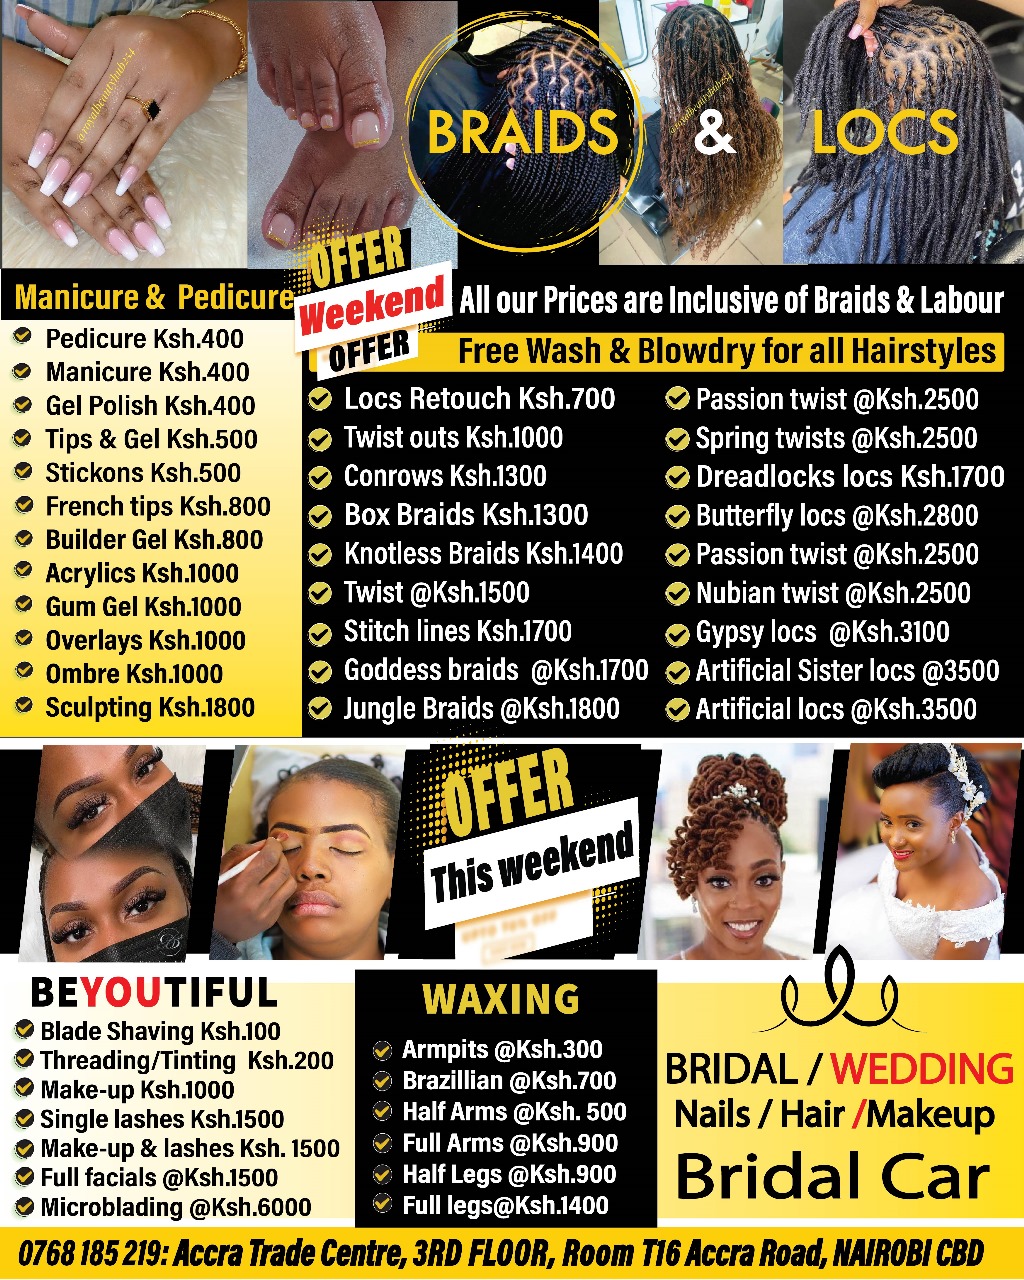 @royalbeautyhub254
@royalbeautyhub254
BRAIDS & LOCS
OFFER
Weekend
OFFER
Manicure & Pedicure
Pedicure Ksh.400
Manicure Ksh.400
Gel Polish Ksh.400
Tips & Gel Ksh.500
Stickons Ksh.500
French tips Ksh.800
Builder Gel Ksh.800
Acrylics Ksh.1000
Gum Gel Ksh.1000
Overlays Ksh.1000
Ombre Ksh.1000
Sculpting Ksh.1800
All our Prices are Inclusive of Braids & Labour
Free Wash & Blowdry for all Hairstyles
Locs Retouch Ksh.700
Twist outs Ksh.1000
Conrows Ksh.1300
Box Braids Ksh.1300
Knotless Braids Ksh.1400
Twist @Ksh.1500
Stitch lines Ksh.1700
Goddess braids @Ksh.1700
Jungle Braids @Ksh.1800
Passion twist @Ksh.2500
Spring twists @Ksh.2500
Dreadlocks locs Ksh.1700
Butterfly locs @Ksh.2800
Passion twist @Ksh.2500
Nubian twist @Ksh.2500
Gypsy locs @Ksh.3100
Artificial Sister locs @3500
Artificial locs @Ksh.3500
OFFER
This weekend
BEYOUTIFUL
Blade Shaving Ksh.100
Threading/Tinting Ksh.200
Make-up Ksh.1000
Single lashes Ksh.1500
Make-up & lashes Ksh. 1500
Full facials @Ksh.1500
Microblading @Ksh.6000
WAXING
Armpits @Ksh.300
Brazillian @Ksh.700
Half Arms @Ksh. 500
Full Arms @Ksh.900
Half Legs @Ksh.900
Full legs@Ksh.1400
BRIDAL / WEDDING
Nails / Hair /Makeup
Bridal Car
0768 185 219: Accra Trade Centre, 3RD FLOOR, Room T16 Accra Road, NAIROBI CBD